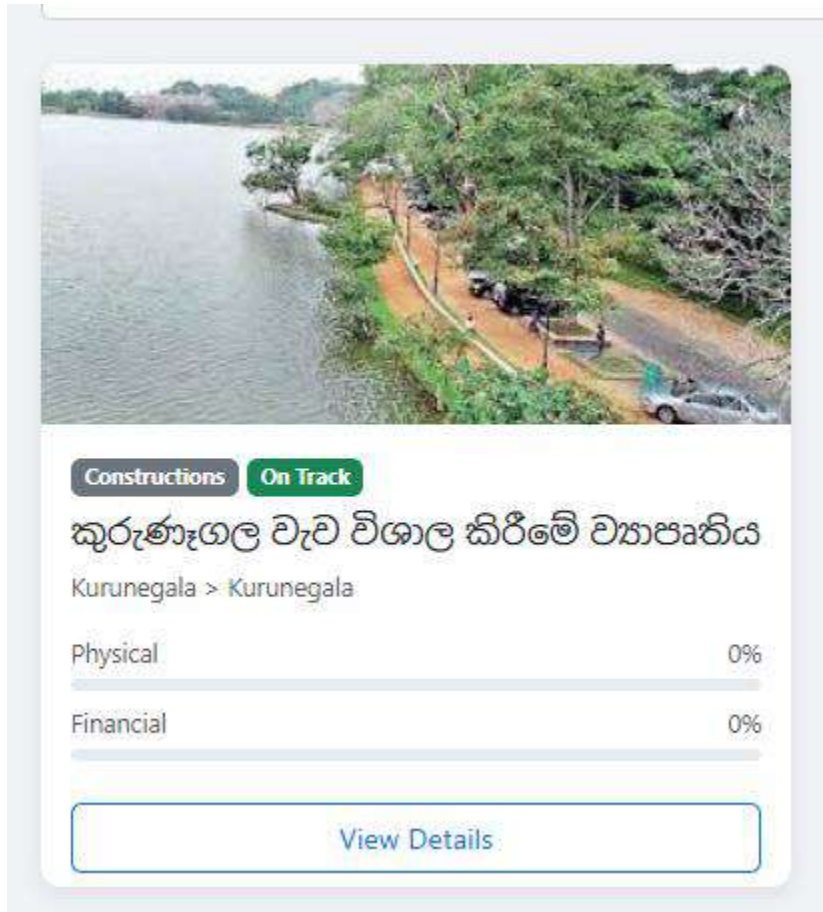 Constructions On Track
කුරුණෑගල වැව විශාල කිරීමේ ව්‍යාපෘතිය
Kurunegala > Kurunegala
Physical 0%
Financial 0%
View Details